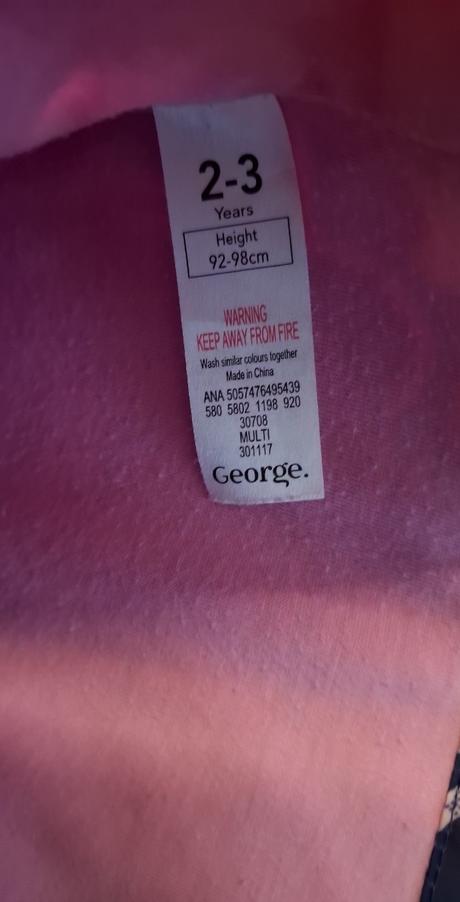 2-3
Years
Height
92-98cm
WARNING
KEEP AWAY FROM FIRE
Wash similar colours together
Made in China
ANA 5057476495439
580 5802 1198 920
30708
MULTI
301117
George.